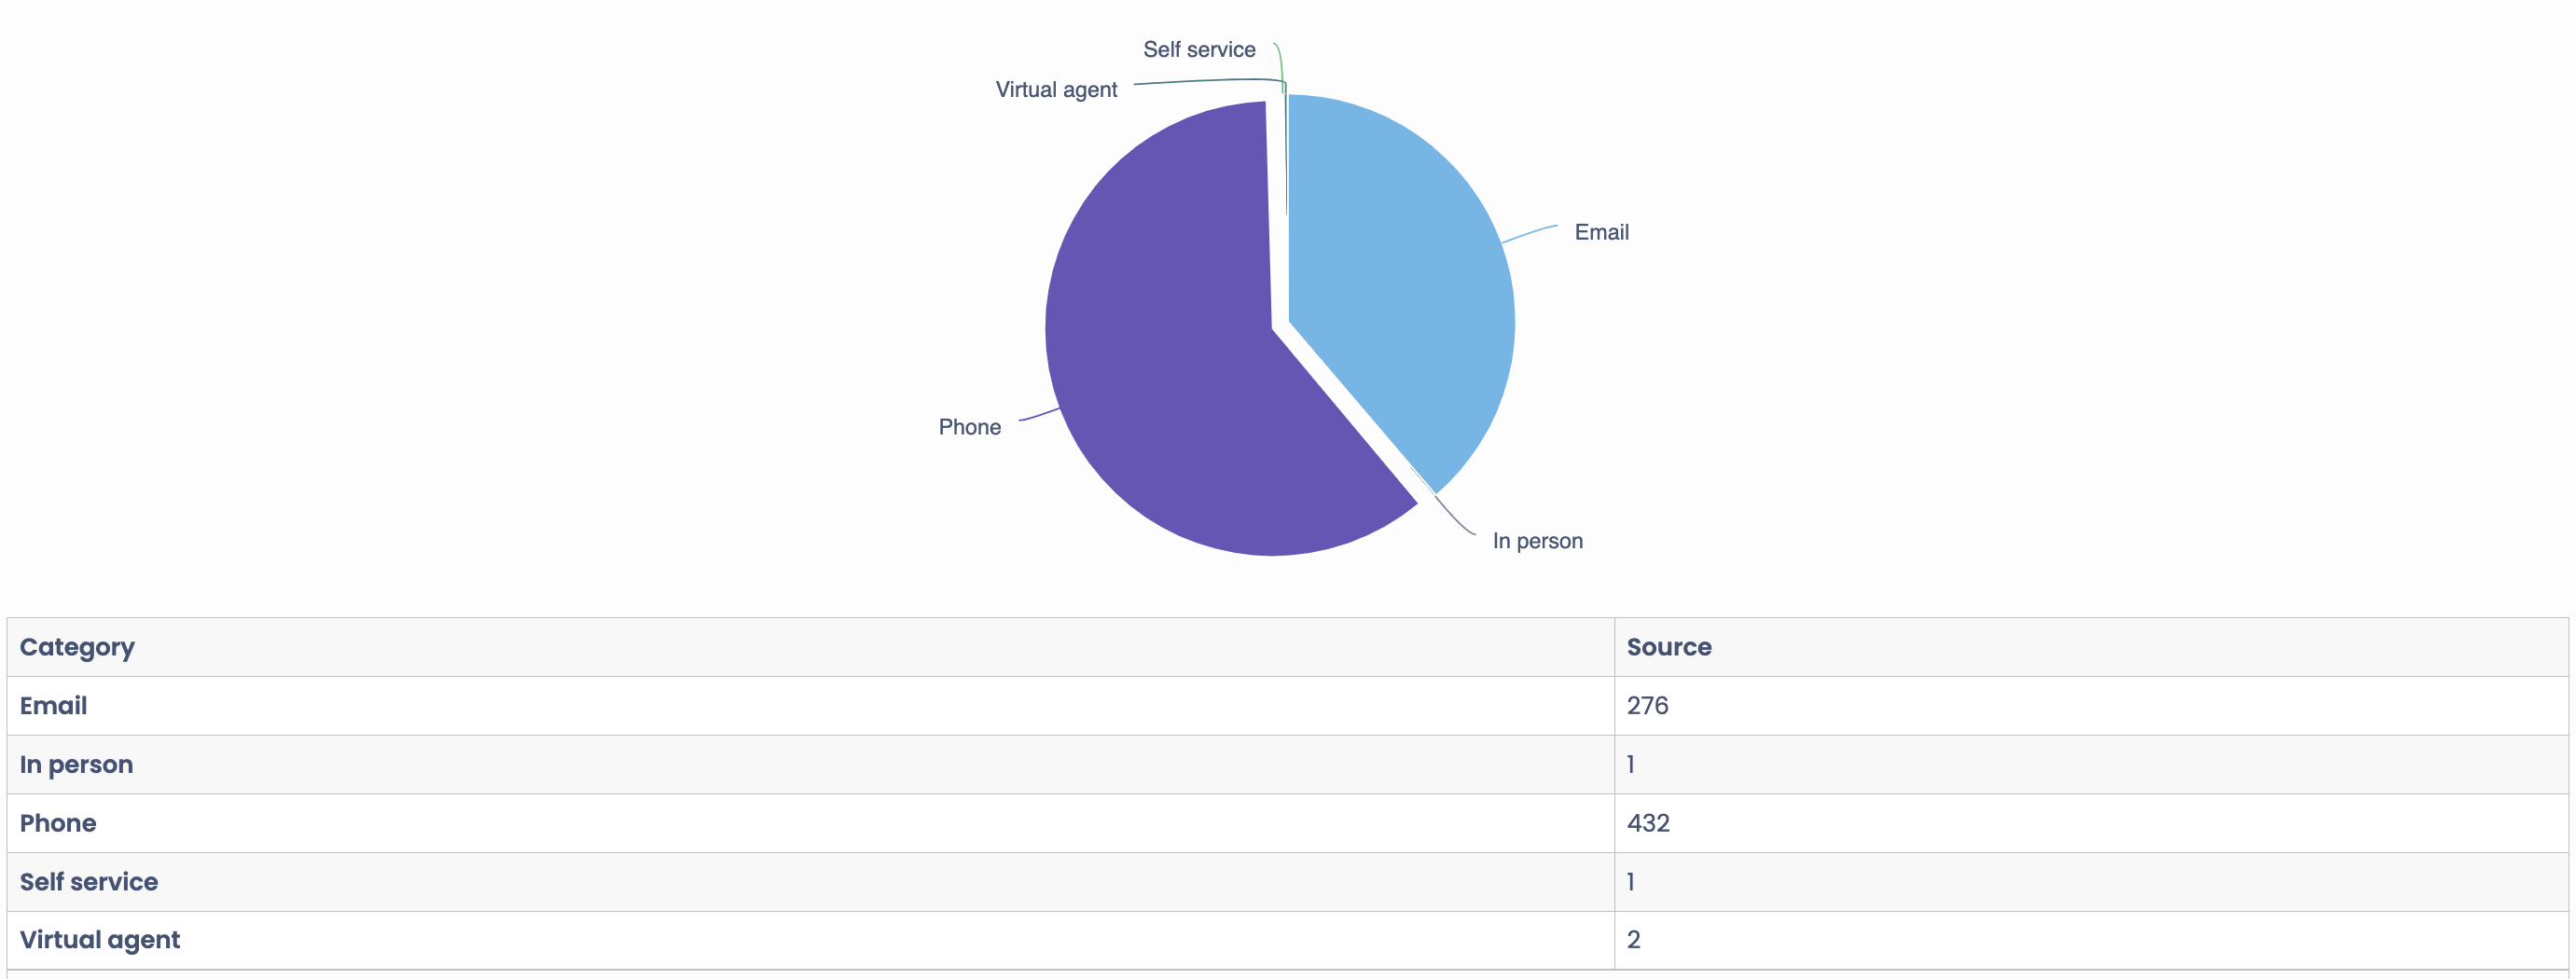 Self service
Virtual agent
Email
Phone
In person
Category Source
Email 276
In person 1
Phone 432
Self service 1
Virtual agent 2